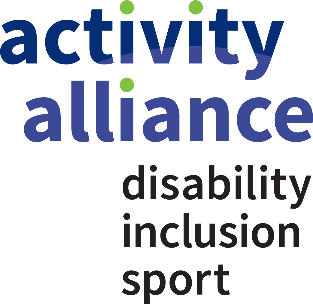 activity
alliance
disability
inclusion
sport